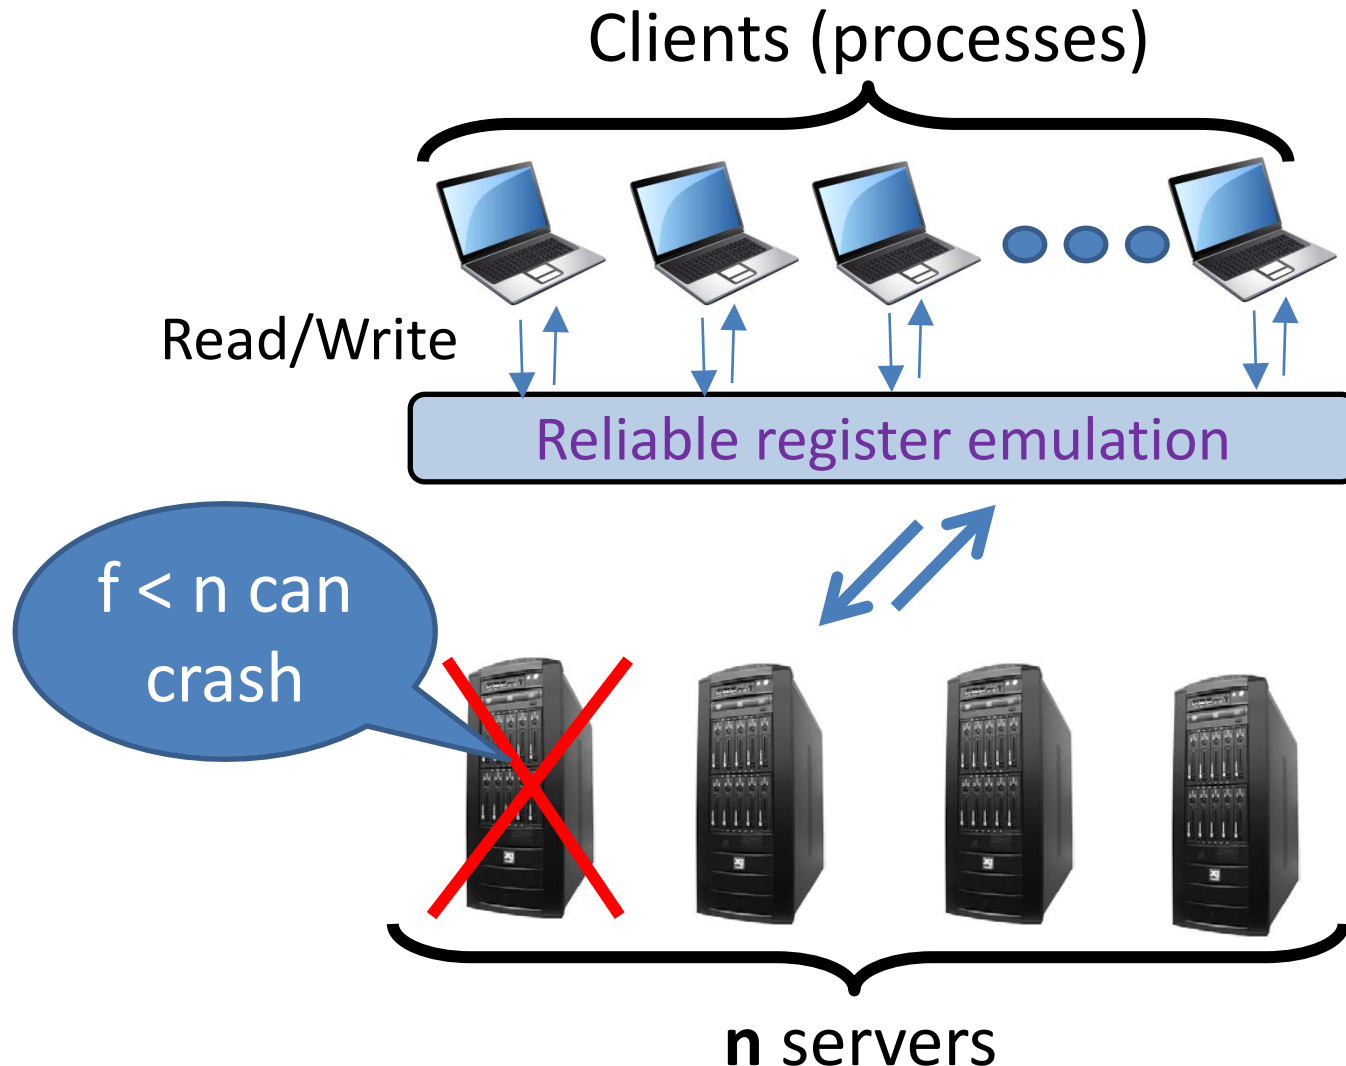 Clients (processes)
Read/Write
Reliable register emulation
f < n can
crash
n servers